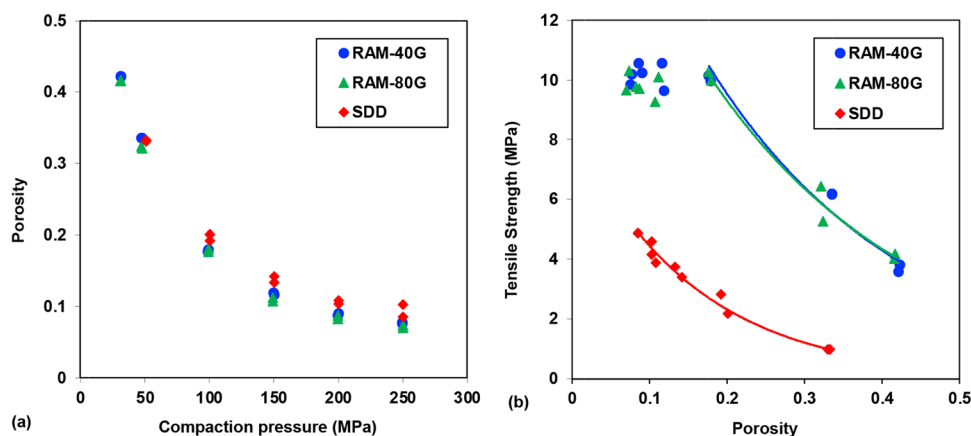 0.5
0.4
0.3
0.2
0.1
0
0 50 100 150 200 250 300
Porosity
Compaction pressure (MPa)
RAM-40G
RAM-80G
SDD
(a)
12
10
8
6
4
2
0
0 0.1 0.2 0.3 0.4 0.5
Tensile Strength (MPa)
Porosity
RAM-40G
RAM-80G
SDD
(b)